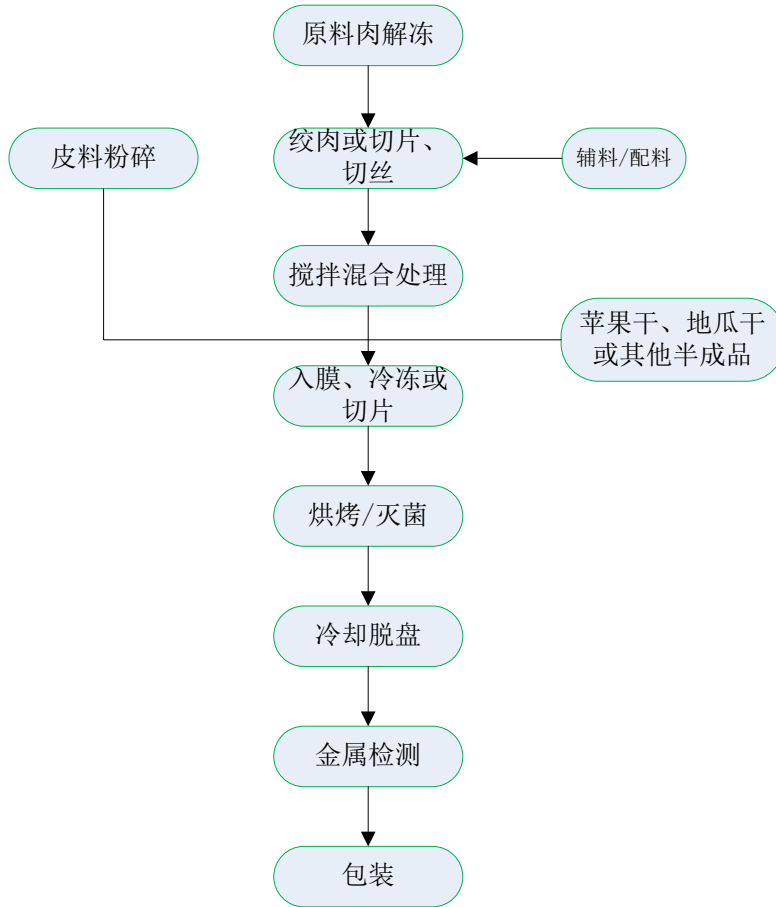 原料肉解冻
皮料粉碎
绞肉或切片、
切丝
辅料/配料
搅拌混合处理
苹果干、地瓜干
或其他半成品
入膜、冷冻或
切片
烘烤/灭菌
冷却脱盘
金属检测
包装